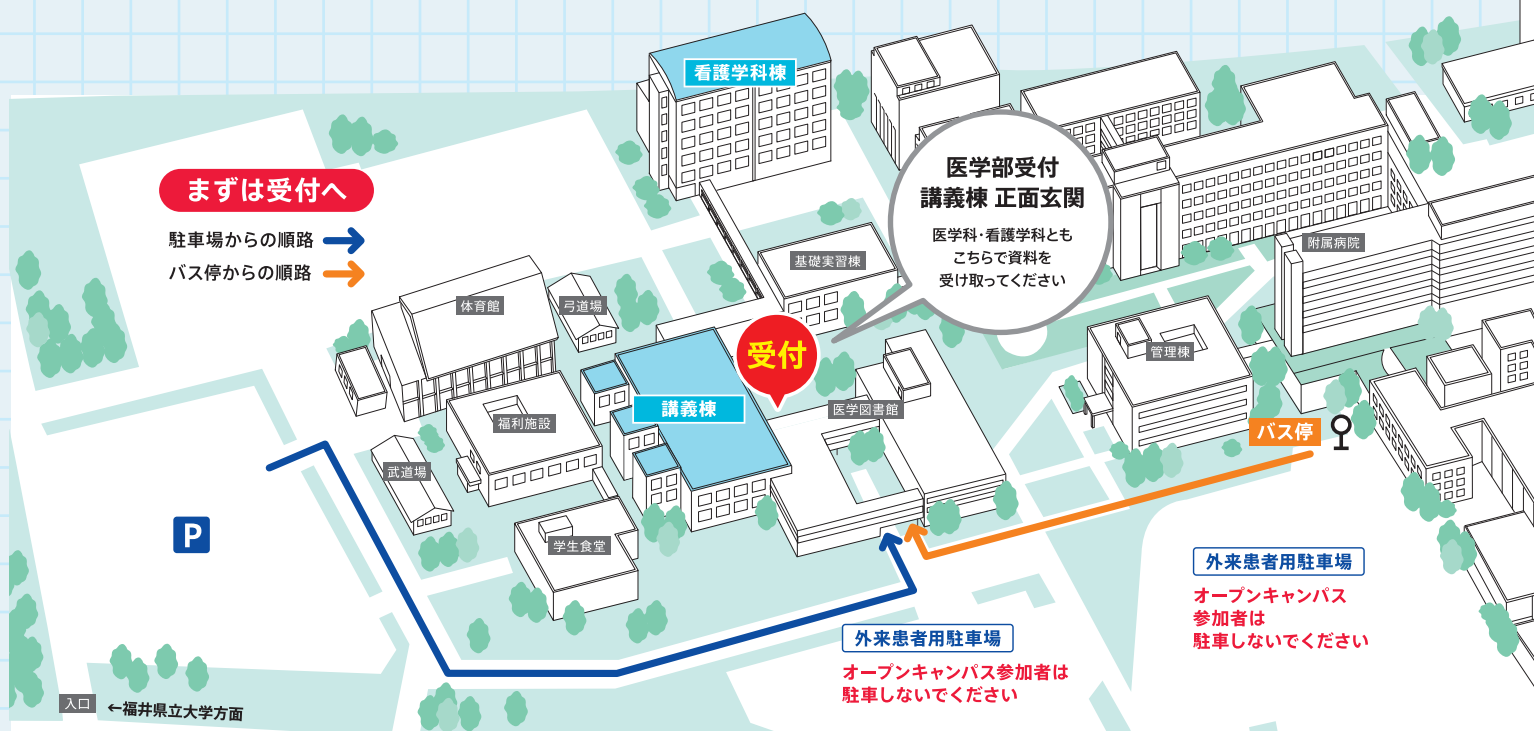 看護学科棟
まずは受付へ
駐車場からの順路
バス停からの順路
医学部受付
講義棟 正面玄関
医学科・看護学科とも
こちらで資料を
受け取ってください
附属病院
基礎実習棟
体育館
弓道場
受付
管理棟
講義棟
医学図書館
福利施設
バス停
武道場
P
学生食堂
外来患者用駐車場
オープンキャンパス
参加者は
駐車しないでください
外来患者用駐車場
オープンキャンパス参加者は
駐車しないでください
入口
←福井県立大学方面